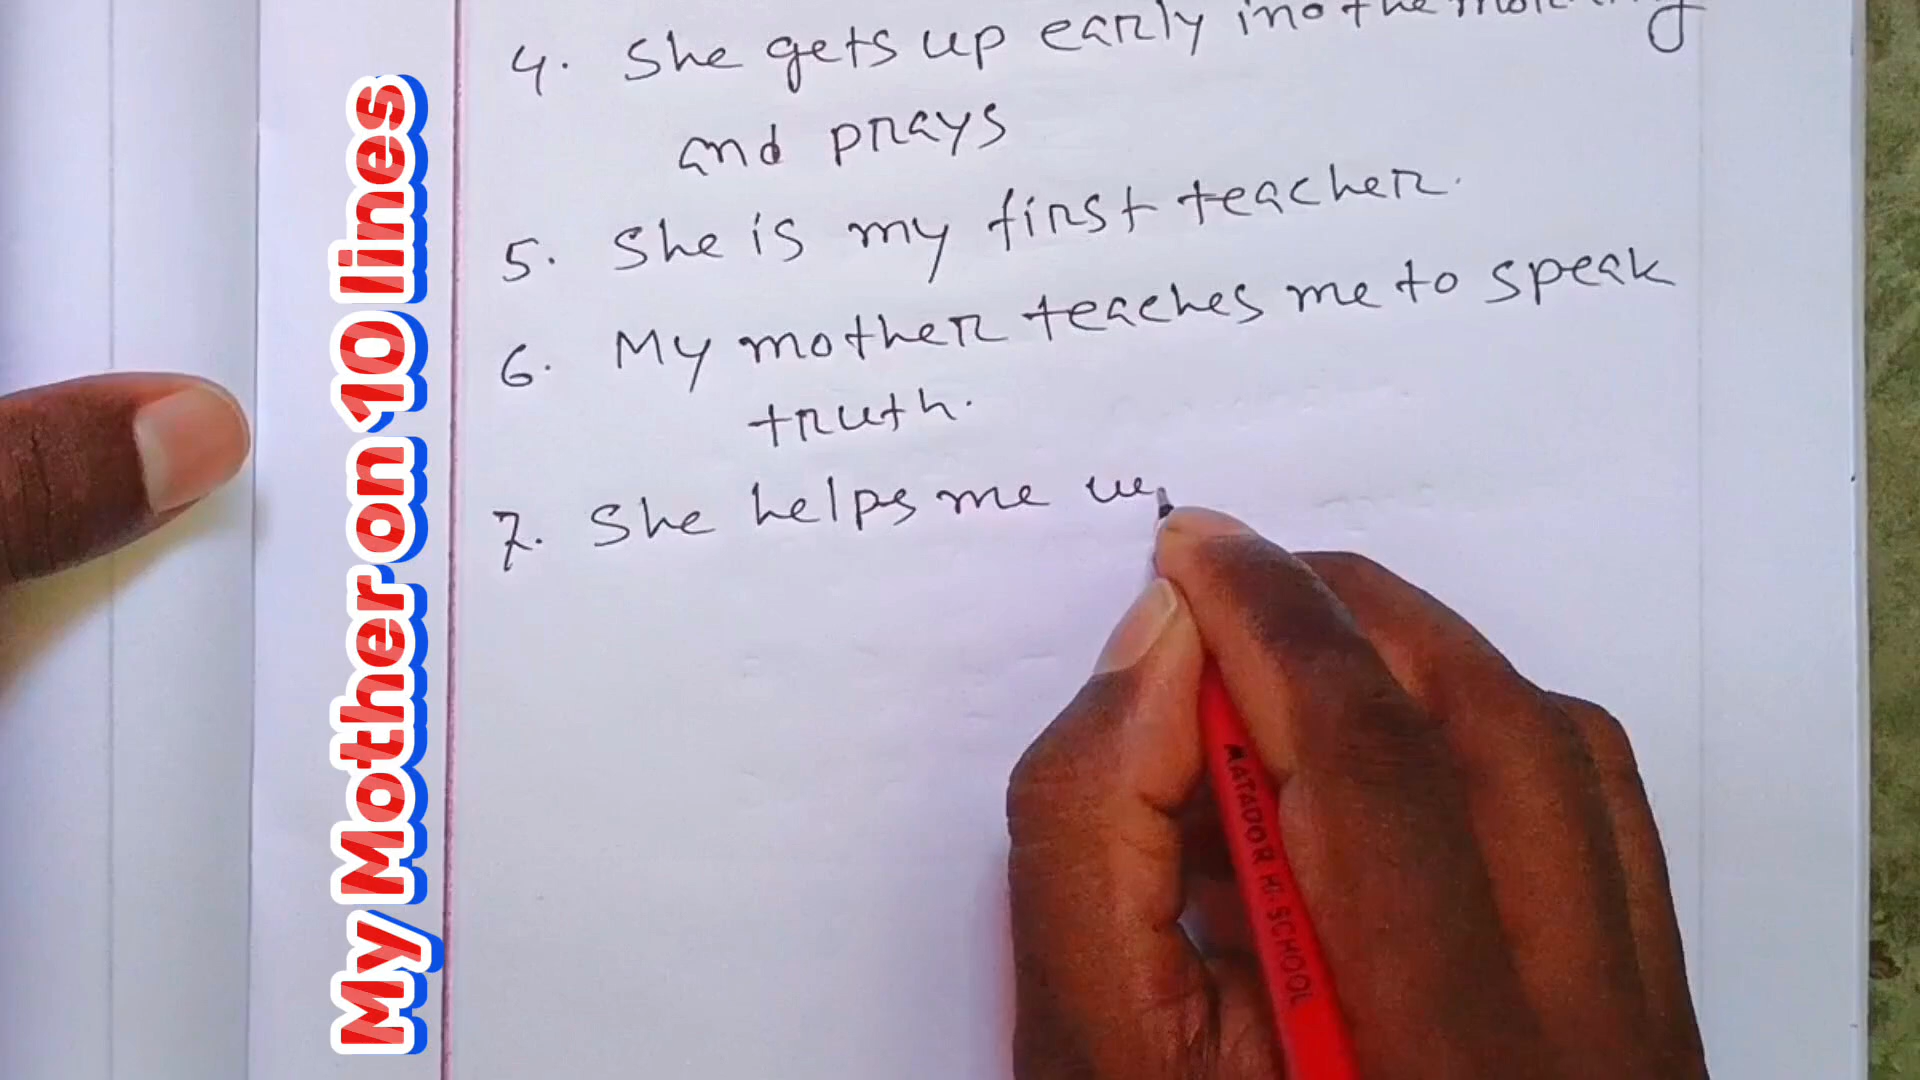 My Mother on 10 lines
4. She gets up early in the morning
and prays
5. She is my first teacher.
6. My mother teaches me to speak
truth.
7. She helps me
MATADOR Hi-SCHOOL